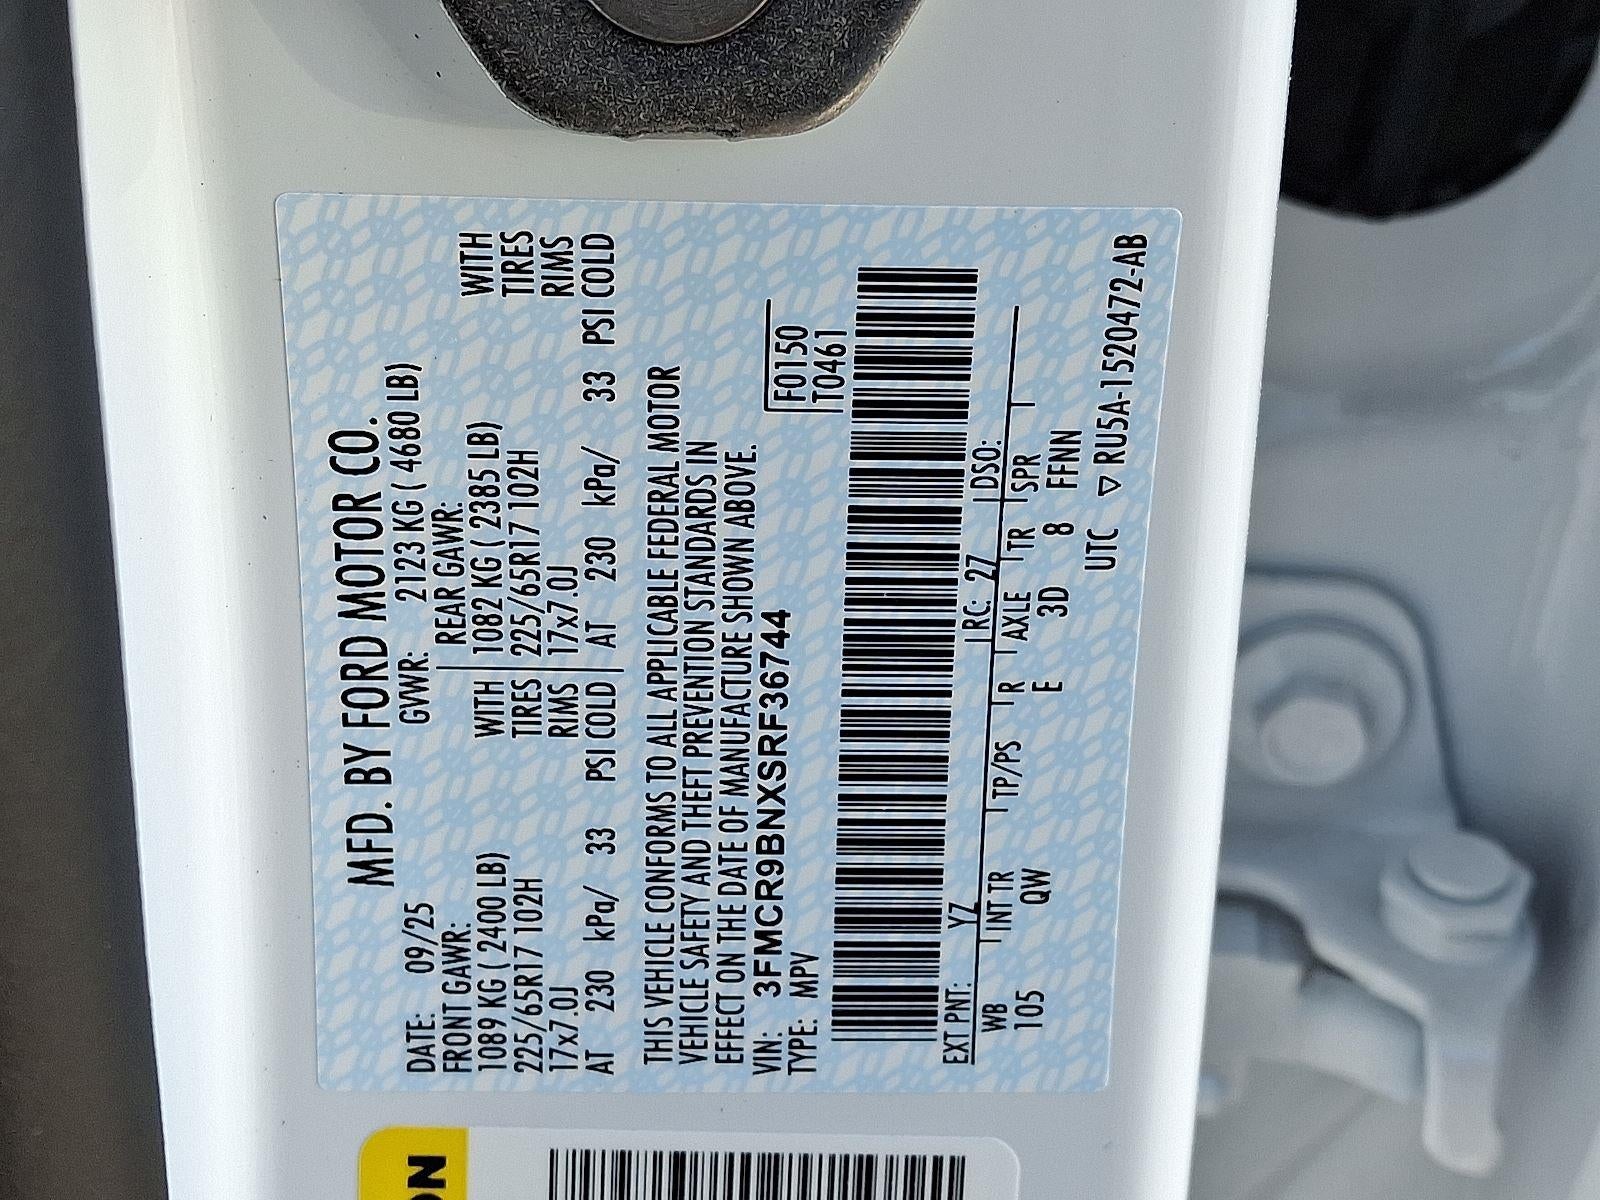 MFD. BY FORD MOTOR CO.
DATE: 09/25 GVWR: 2123 KG ( 4680 LB)
FRONT GAWR: REAR GAWR:
1089 KG ( 2400 LB) WITH 1082 KG ( 2385 LB) WITH
225/65R17 102H TIRES 225/65R17 102H TIRES
17x7.0J RIMS 17x7.0J RIMS
AT 230 kPa/ 33 PSI COLD AT 230 kPa/ 33 PSI COLD
THIS VEHICLE CONFORMS TO ALL APPLICABLE FEDERAL MOTOR
VEHICLE SAFETY AND THEFT PREVENTION STANDARDS IN
EFFECT ON THE DATE OF MANUFACTURE SHOWN ABOVE.
VIN: 3FMCR9BNXSRF36744 F0150
TYPE: MPV T0461
EXT PNT: YZ RC: 27 DSO:
WB INT TR TP/PS R AXLE TR SPR
105 QW E 3D 8 FFNN
UTC ▽ RU5A-1520472-AB
ON